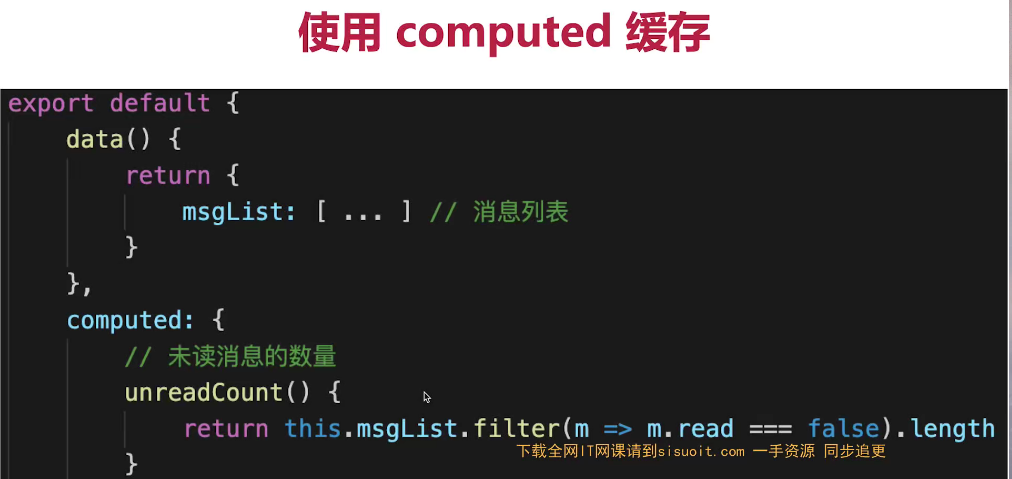 使用 computed 缓存
export default {
data() {
return {
msgList: [ ... ] // 消息列表
}
},
computed: {
// 未读消息的数量
unreadCount() {
return this.msgList.filter(m => m.read === false).length
下载全网IT网课请到sisuoit.com 一手资源 同步追更
}